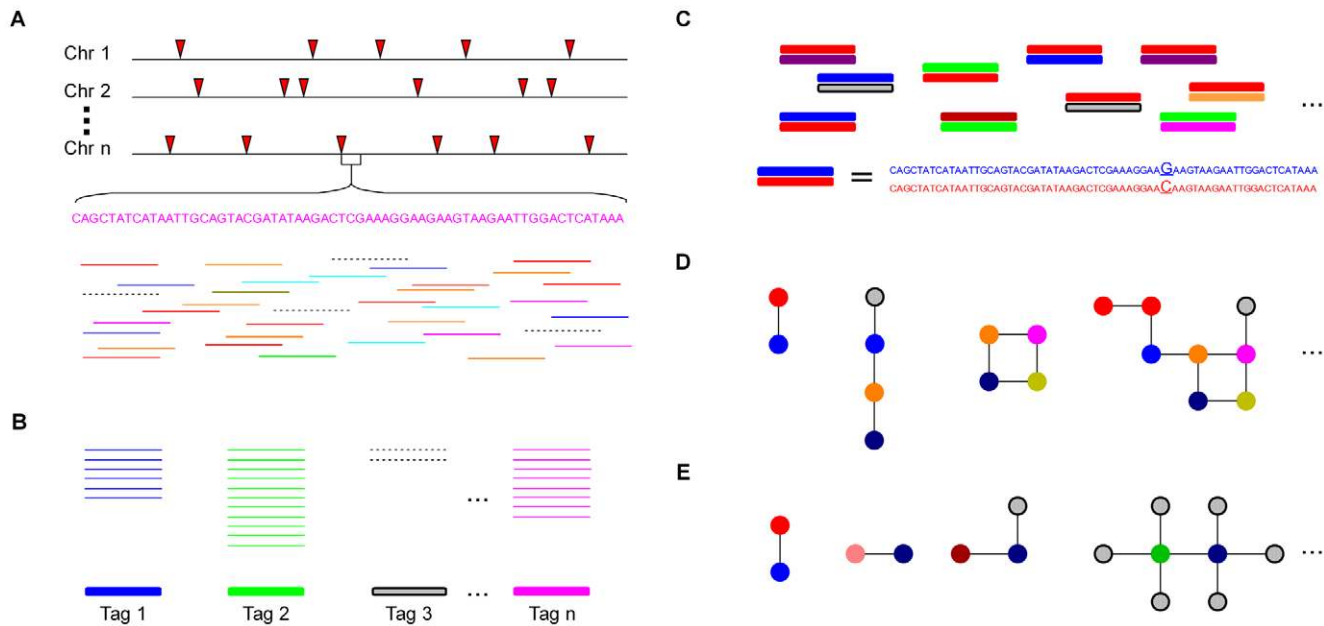 A
Chr 1
Chr 2
Chr n
CAGCTATCATAATTGCAGTACGATATAAGACTCGAAAGGAAGAAGTAAGAATTGGACTCATAAA
B
...
...
Tag 1 Tag 2 Tag 3 Tag n
C
...
= CAGCTATCATAATTGCAGTACGATATAAGACTCGAAAGGAAGAAGTAAGAATTGGACTCATAAA
CAGCTATCATAATTGCAGTACGATATAAGACTCGAAAGGAACAAGTAAGAATTGGACTCATAAA
D
...
E
...